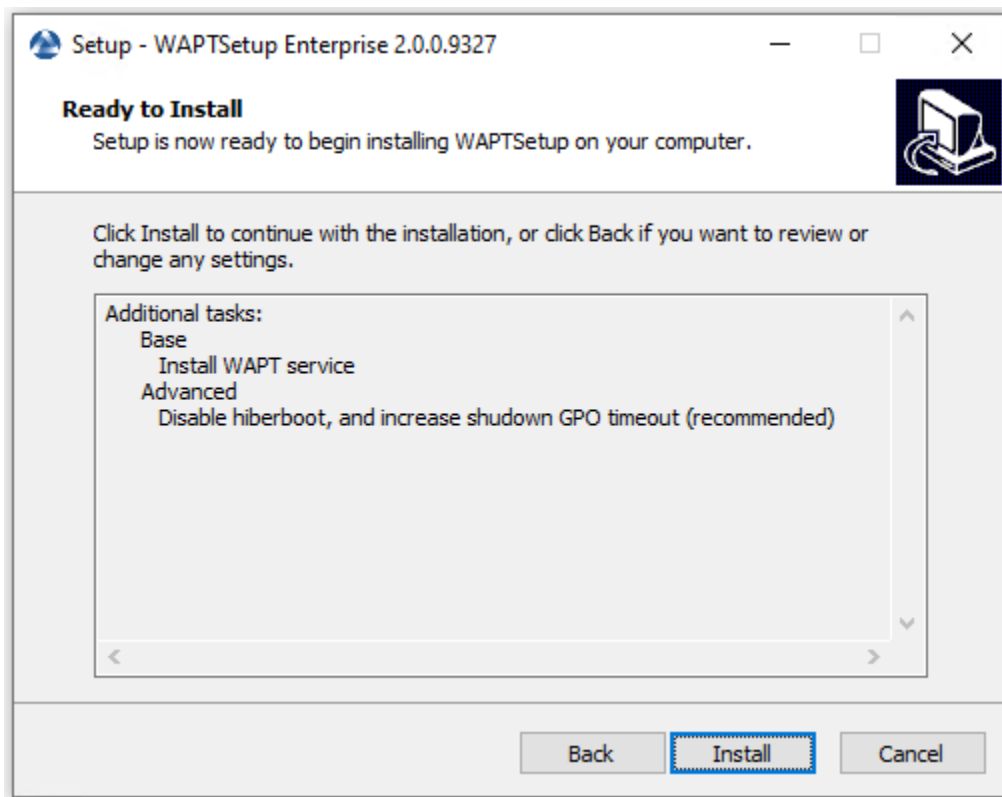 Setup - WAPTSetup Enterprise 2.0.0.9327
Ready to Install
Setup is now ready to begin installing WAPTSetup on your computer.
Click Install to continue with the installation, or click Back if you want to review or
change any settings.
Additional tasks:
Base
Install WAPT service
Advanced
Disable hiberboot, and increase shudown GPO timeout (recommended)
Back
Install
Cancel